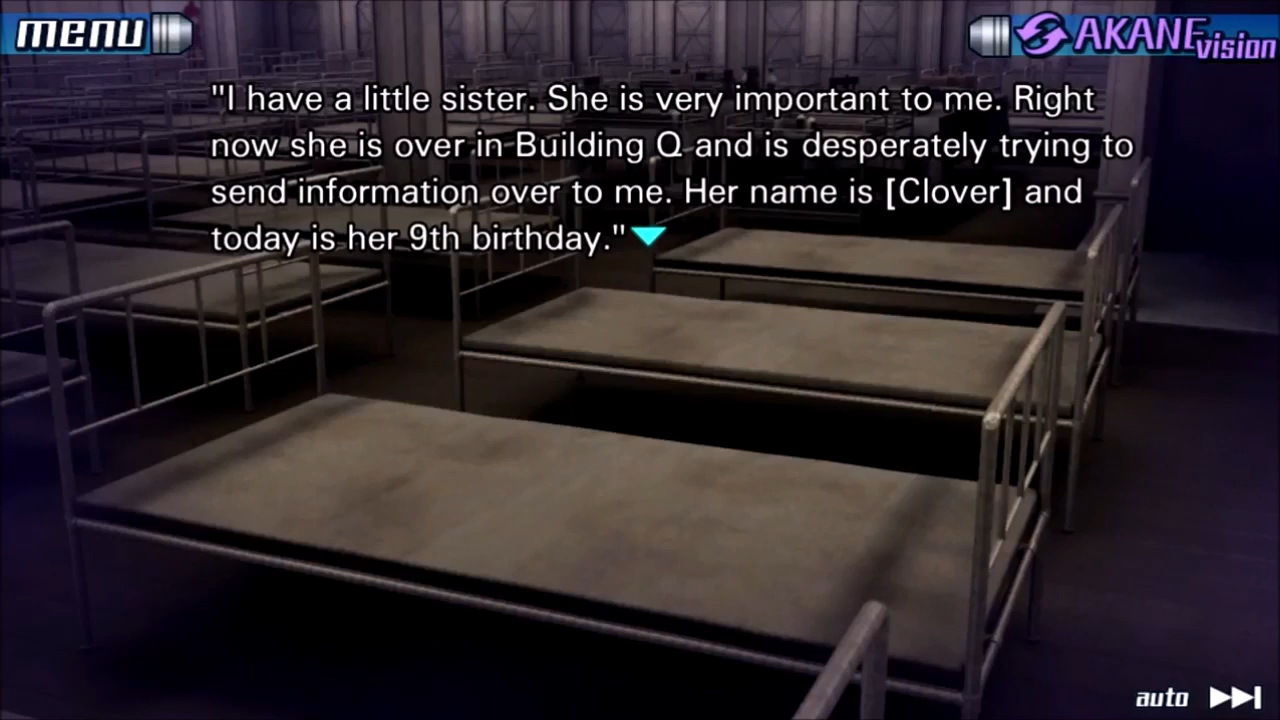 menu
AKANE vision
"I have a little sister. She is very important to me. Right
now she is over in Building Q and is desperately trying to
send information over to me. Her name is [Clover] and
today is her 9th birthday."
auto